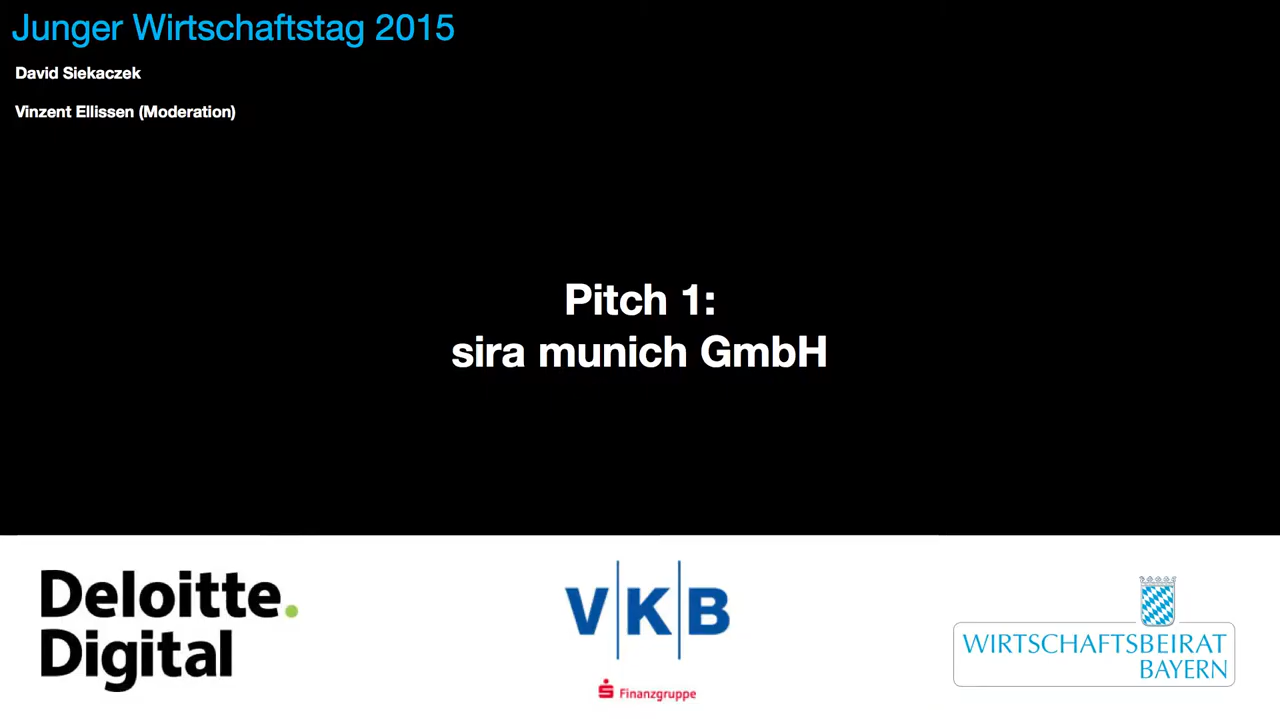 Junger Wirtschaftstag 2015
David Siekaczek
Vinzent Ellissen (Moderation)
Pitch 1:
sira munich GmbH
Deloitte.
Digital
VKB
Finanzgruppe
WIRTSCHAFTSBEIRAT
BAYERN